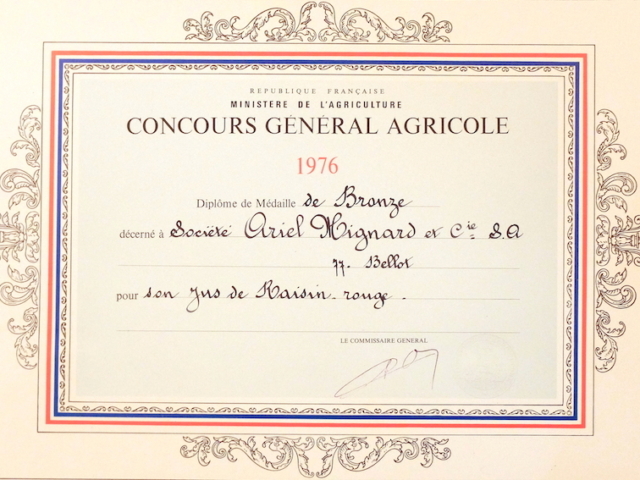 REPUBLIQUE FRANÇAISE
MINISTERE DE L'AGRICULTURE
CONCOURS GÉNÉRAL AGRICOLE
1976
Diplôme de Médaille de Bronze
décerné à Société Ariel Mignard et Cie S.A
77. Bellot
pour son Jus de Raisin rouge.
LE COMMISSAIRE GENERAL